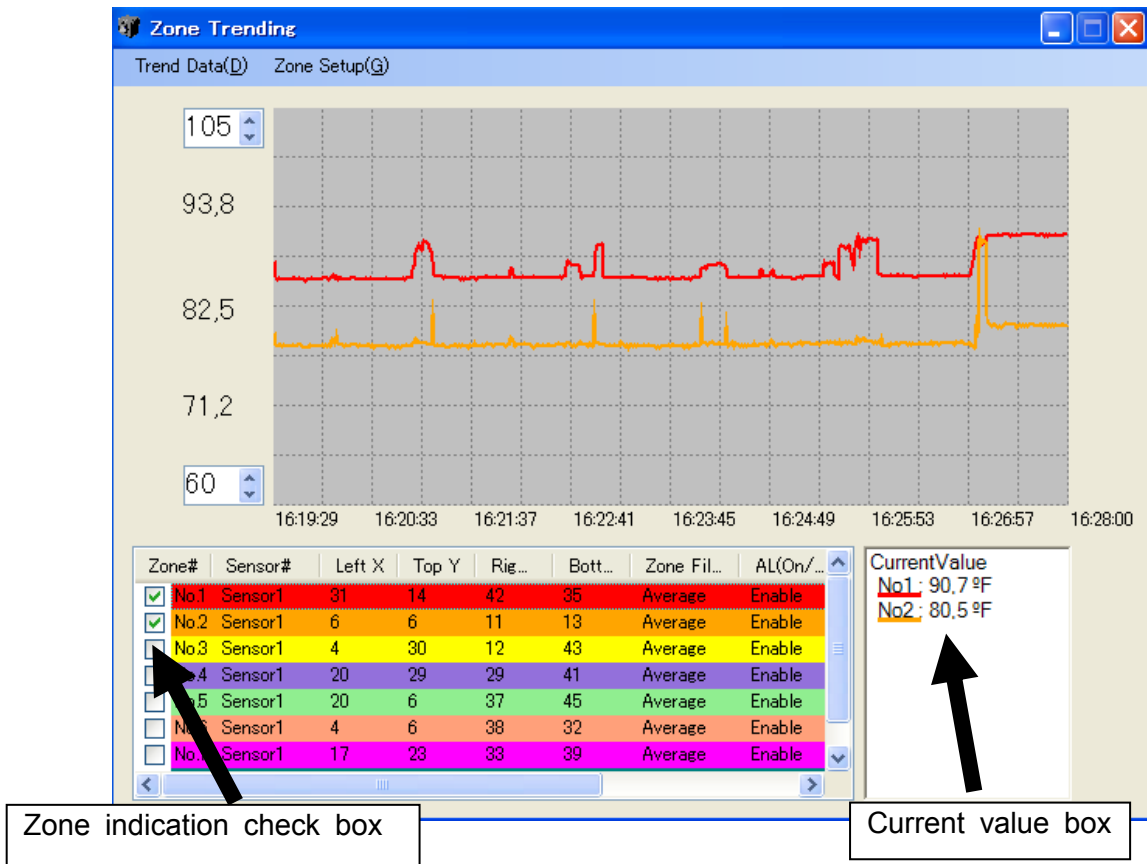 Zone Trending
Trend Data(D) Zone Setup(G)
105
93,8
82,5
71,2
60
16:19:29 16:20:33 16:21:37 16:22:41 16:23:45 16:24:49 16:25:53 16:26:57 16:28:00
Zone# Sensor# Left X Top Y Rig... Bott... Zone Fil... AL(On/...
No.1 Sensor1 31 14 42 35 Average Enable
No.2 Sensor1 6 6 11 13 Average Enable
No.3 Sensor1 4 30 12 43 Average Enable
Sensor1 20 29 29 41 Average Enable
Sensor1 20 6 37 45 Average Enable
Sensor1 4 6 38 32 Average Enable
Sensor1 17 23 33 39 Average Enable
CurrentValue
No1.: 90,7 ºF
No2.: 80,5 ºF
Zone indication check box
Current value box